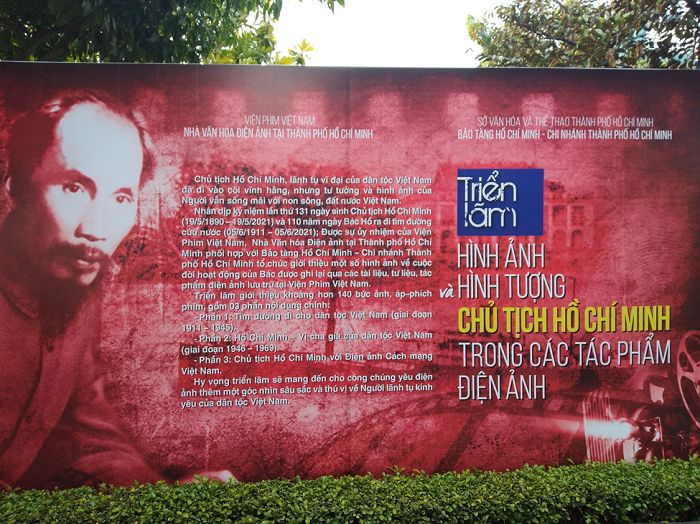 VIỆN PHIM VIỆT NAM
NHÀ VĂN HÓA ĐIỆN ẢNH TẠI THÀNH PHỐ HỒ CHÍ MINH
Chủ tịch Hồ Chí Minh, lãnh tụ vĩ đại của dân tộc Việt Nam
đã đi vào cõi vĩnh hằng, nhưng tư tưởng và hình ảnh của
Người vẫn sống mãi với non sông, đất nước Việt Nam.
Nhân dịp kỷ niệm lần thứ 131 ngày sinh Chủ tịch Hồ Chí Minh
(19/5/1890 – 19/5/2021) và 110 năm ngày Bác Hồ ra đi tìm đường
cứu nước (05/6/1911 – 05/6/2021); Được sự ủy nhiệm của Viện
Phim Việt Nam, Nhà Văn hóa Điện ảnh tại Thành phố Hồ Chí
Minh phối hợp với Bảo tàng Hồ Chí Minh – Chi nhánh Thành
phố Hồ Chí Minh tổ chức giới thiệu một số hình ảnh về cuộc
đời hoạt động của Bác được ghi lại qua các tài liệu, tư liệu, tác
phẩm điện ảnh lưu trữ tại Viện Phim Việt Nam.
Triển lãm giới thiệu khoảng hơn 140 bức ảnh, áp–phích
phim, gồm 03 phần nội dung chính:
- Phần 1: Tìm đường đi cho dân tộc Việt Nam (giai đoạn
1911 – 1945).
- Phần 2: Hồ Chí Minh – Vị cha già của dân tộc Việt Nam
(giai đoạn 1946 – 1969).
- Phần 3: Chủ tịch Hồ Chí Minh với Điện ảnh Cách mạng
Việt Nam.
Hy vọng triển lãm sẽ mang đến cho công chúng yêu điện
ảnh thêm một góc nhìn sâu sắc và thú vị về Người lãnh tụ kính
yêu của dân tộc Việt Nam.
SỞ VĂN HÓA VÀ THỂ THAO THÀNH PHỐ HỒ CHÍ MINH
BẢO TÀNG HỒ CHÍ MINH - CHI NHÁNH THÀNH PHỐ HỒ CHÍ MINH
Triển
lãm
HÌNH ẢNH
và HÌNH TƯỢNG
CHỦ TỊCH HỒ CHÍ MINH
TRONG CÁC TÁC PHẨM
ĐIỆN ẢNH